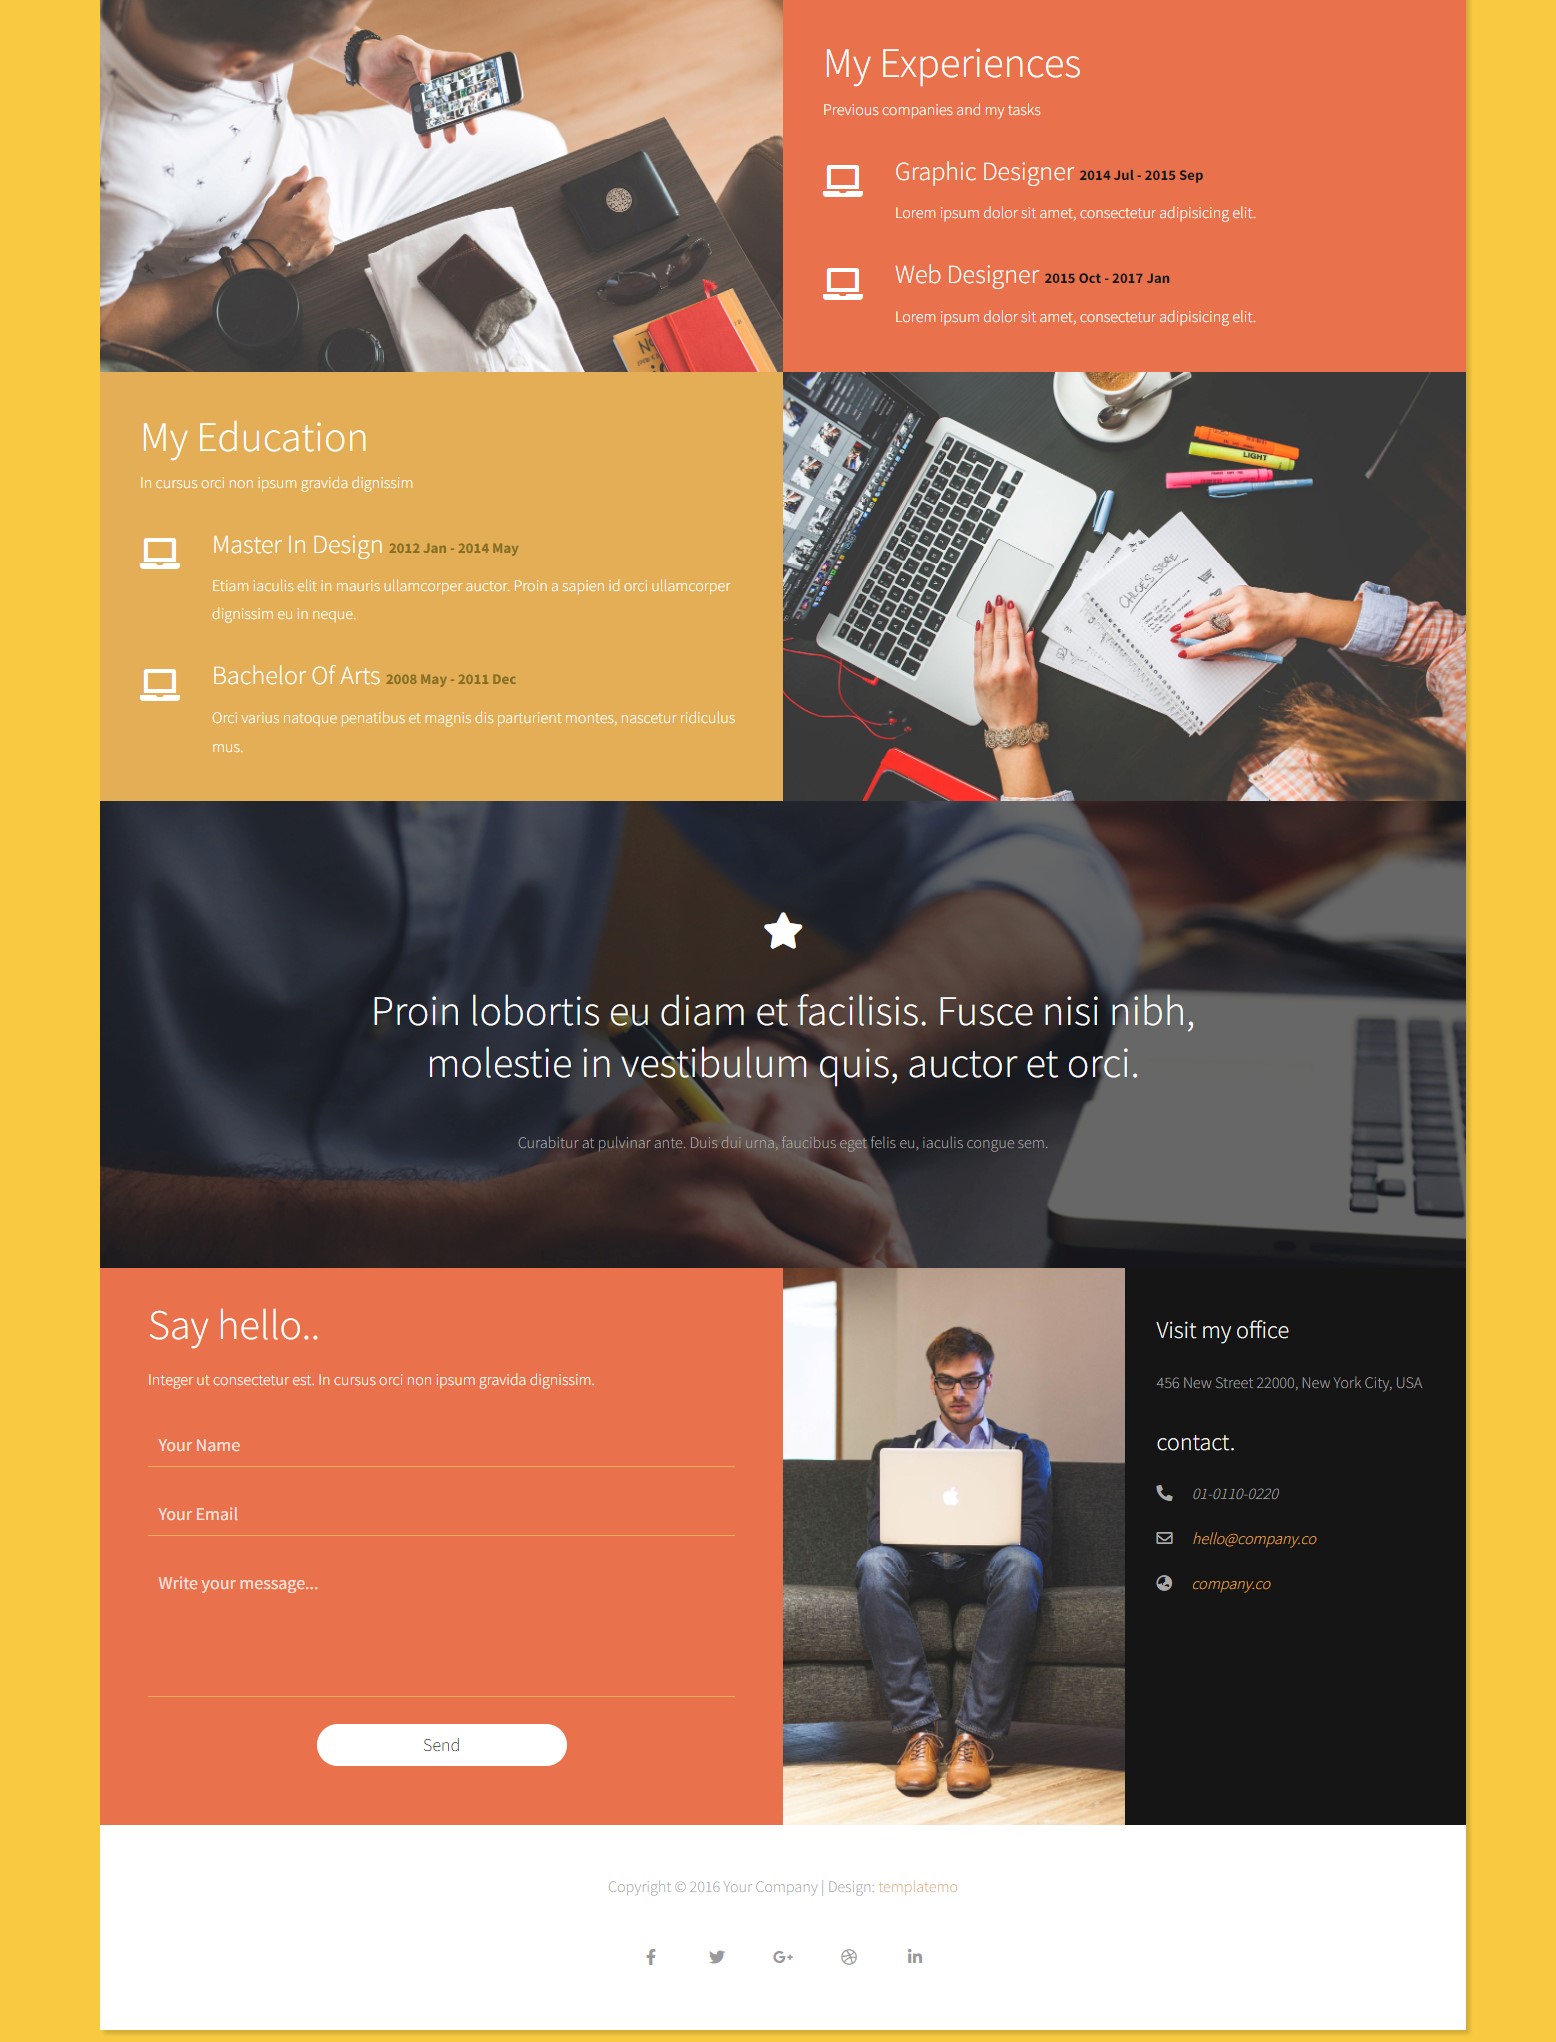 My Experiences
Previous companies and my tasks
Graphic Designer 2014 Jul - 2015 Sep
Lorem ipsum dolor sit amet, consectetur adipisicing elit.
Web Designer 2015 Oct - 2017 Jan
Lorem ipsum dolor sit amet, consectetur adipisicing elit.
My Education
In cursus orci non ipsum gravida dignissim
Master In Design 2012 Jan - 2014 May
Etiam iaculis elit in mauris ullamcorper auctor. Proin a sapien id orci ullamcorper
dignissim eu in neque.
Bachelor Of Arts 2008 May - 2011 Dec
Orci varius natoque penatibus et magnis dis parturient montes, nascetur ridiculus
mus.
LIGHT
CHLOE'S STORE
Proin lobortis eu diam et facilisis. Fusce nisi nibh,
molestie in vestibulum quis, auctor et orci.
Curabitur at pulvinar ante. Duis dui urna, faucibus eget felis eu, iaculis congue sem.
Say hello..
Integer ut consectetur est. In cursus orci non ipsum gravida dignissim.
Your Name
Your Email
Write your message...
Send
Visit my office
456 New Street 22000, New York City, USA
contact.
01-0110-0220
hello@company.co
company.co
Copyright © 2016 Your Company | Design: templatemo